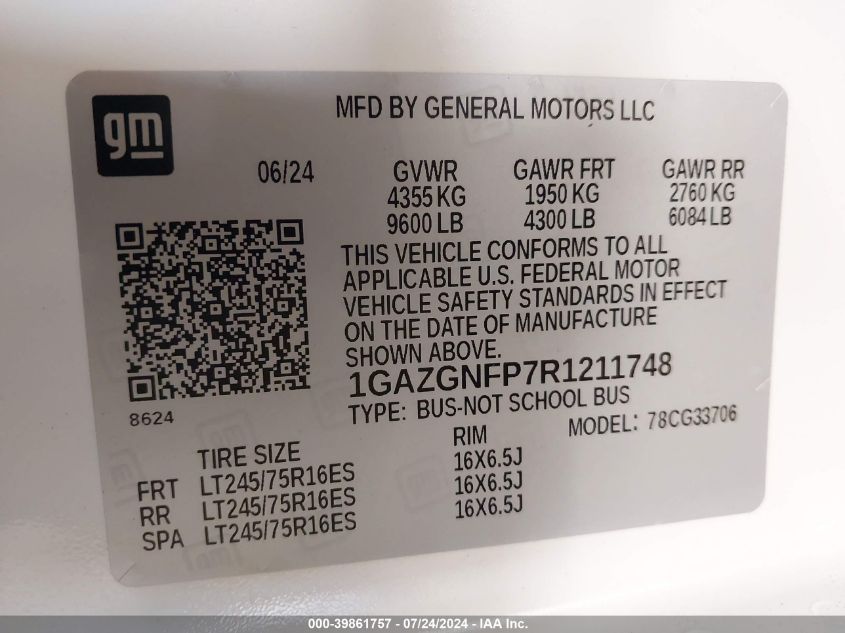 gm
MFD BY GENERAL MOTORS LLC
06/24 GVWR GAWR FRT GAWR RR
4355 KG 1950 KG 2760 KG
9600 LB 4300 LB 6084 LB
THIS VEHICLE CONFORMS TO ALL
APPLICABLE U.S. FEDERAL MOTOR
VEHICLE SAFETY STANDARDS IN EFFECT
ON THE DATE OF MANUFACTURE
SHOWN ABOVE.
1GAZGNFP7R1211748
8624
TYPE: BUS-NOT SCHOOL BUS
MODEL: 78CG33706
TIRE SIZE RIM
FRT LT245/75R16ES 16X6.5J
RR LT245/75R16ES 16X6.5J
SPA LT245/75R16ES 16X6.5J
000-39861757 - 07/24/2024 - IAA Inc.